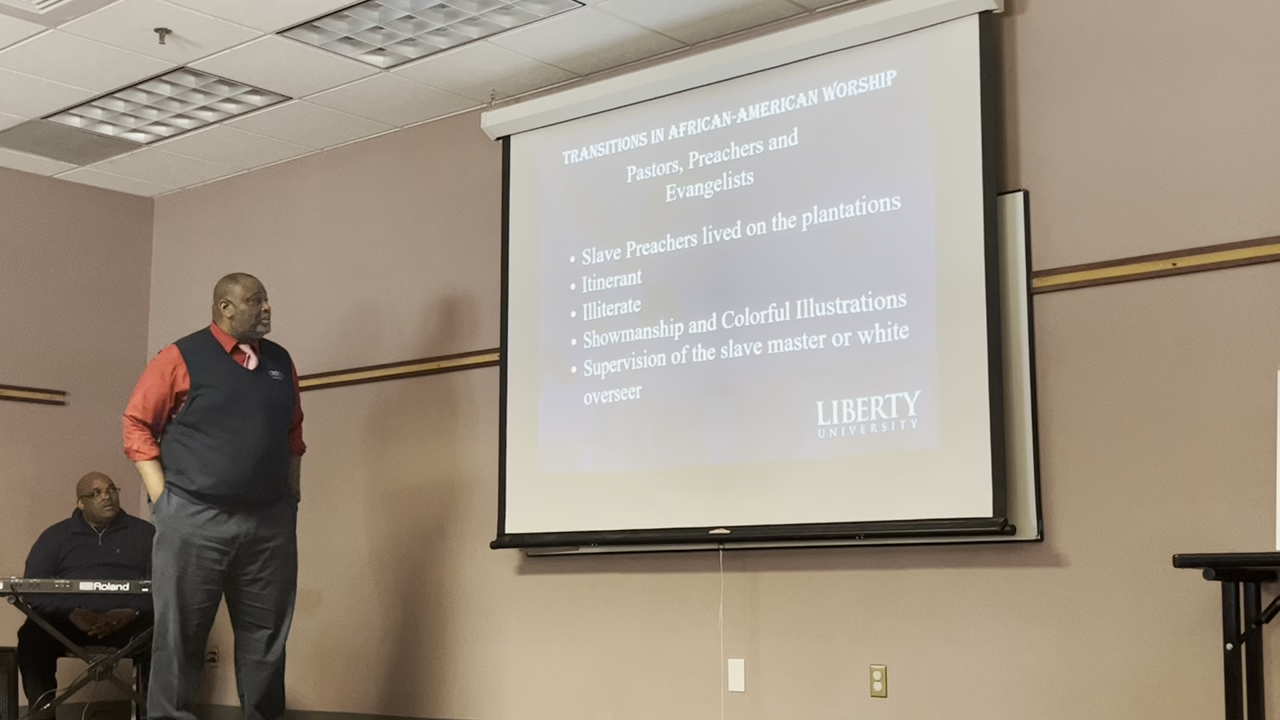 TRANSITIONS IN AFRICAN-AMERICAN WORSHIP
Pastors, Preachers and
Evangelists
• Slave Preachers lived on the plantations
• Itinerant
• Illiterate
• Showmanship and Colorful Illustrations
• Supervision of the slave master or white
overseer
LIBERTY
UNIVERSITY
Roland